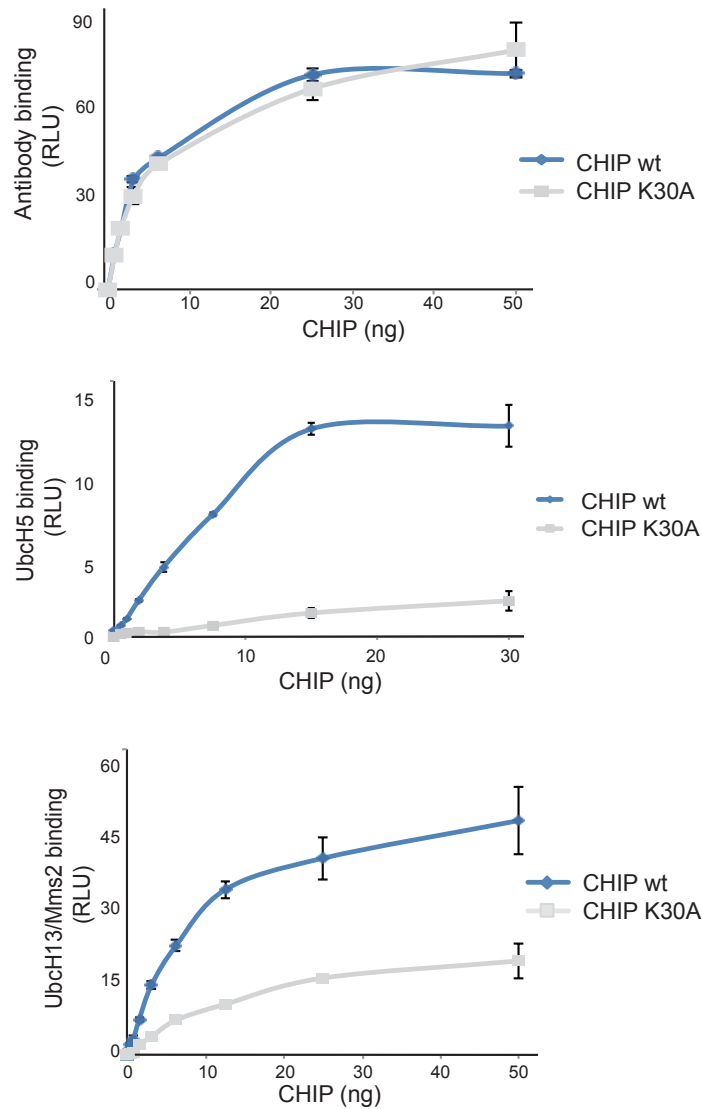 90
60
30
0
Antibody binding
(RLU)
0 10 20 30 40 50
CHIP (ng)
CHIP wt
CHIP K30A
15
10
5
0
UbcH5 binding
(RLU)
0 10 20 30
CHIP (ng)
CHIP wt
CHIP K30A
60
45
30
15
0
UbcH13/Mms2 binding
(RLU)
0 10 20 30 40 50
CHIP (ng)
CHIP wt
CHIP K30A